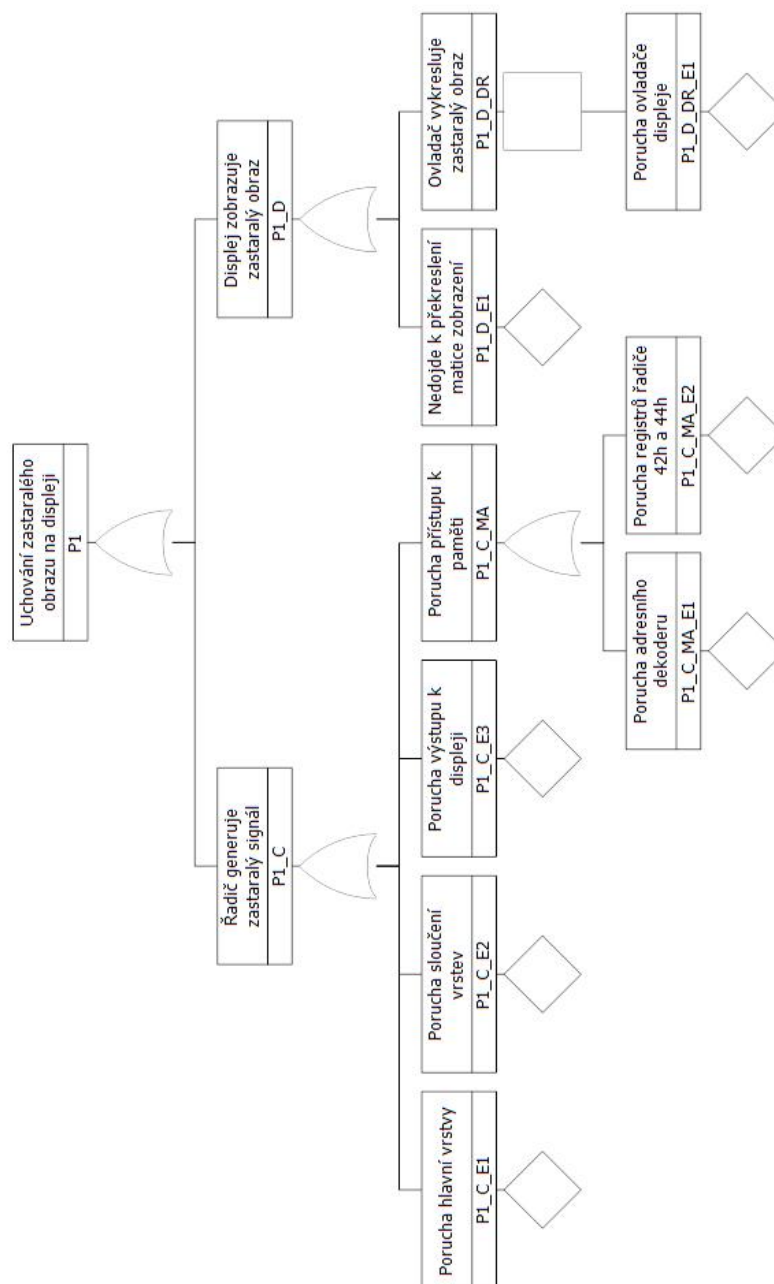 Uchování zastaralého
obrazu na displeji
P1
Řadič generuje
zastaralý signál
P1_C
Displej zobrazuje
zastaralý obraz
P1_D
Porucha hlavní vrstvy
P1_C_E1
Porucha sloučení
vrstev
P1_C_E2
Porucha výstupu k
displeji
P1_C_E3
Porucha přístupu k
paměti
P1_C_MA
Nedojde k překreslení
matice zobrazení
P1_D_E1
Ovladač vykresluje
zastaralý obraz
P1_D_DR
Porucha adresního
dekoderu
P1_C_MA_E1
Porucha registrů řadiče
42h a 44h
P1_C_MA_E2
Porucha ovladače
displeje
P1_D_DR_E1